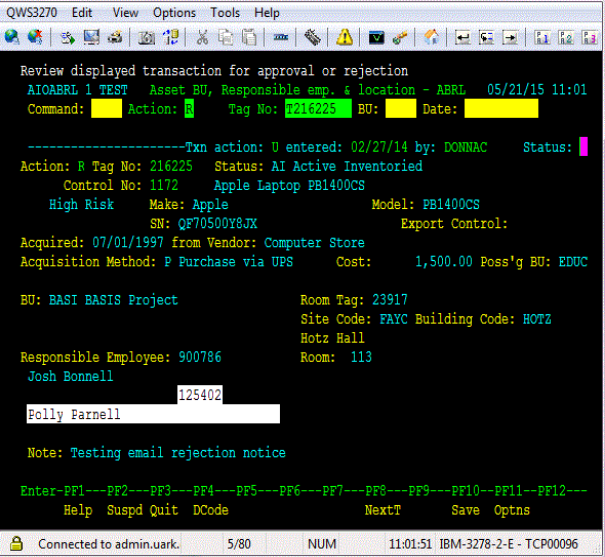 QWS3270 Edit View Options Tools Help
Review displayed transaction for approval or rejection
AIOABRL 1 TEST Asset BU, Responsible emp. & location - ABRL 05/21/15 11:01
Command: Action: R Tag No: T216225 BU: Date:
----------------------Txn action: U entered: 02/27/14 by: DONNAC Status:
Action: R Tag No: 216225 Status: AI Active Inventoried
Control No: 1172 Apple Laptop PB1400CS
High Risk Make: Apple Model: PB1400CS
SN: QF70500Y8JX Export Control:
Acquired: 07/01/1997 from Vendor: Computer Store
Acquisition Method: P Purchase via UPS Cost: 1,500.00 Poss'g BU: EDUC
BU: BASI BASIS Project Room Tag: 23917
Site Code: FAYC Building Code: HOTZ
Hotz Hall
Responsible Employee: 900786 Room: 113
Josh Bonnell
125402
Polly Parnell
Note: Testing email rejection notice
Enter-PF1---PF2---PF3---PF4---PF5---PF6---PF7---PF8---PF9---PF10--PF11--PF12---
Help Suspd Quit DCode NextT Save Optns
Connected to admin.uark. 5/80 NUM 11:01:51 IBM-3278-2-E - TCP00096